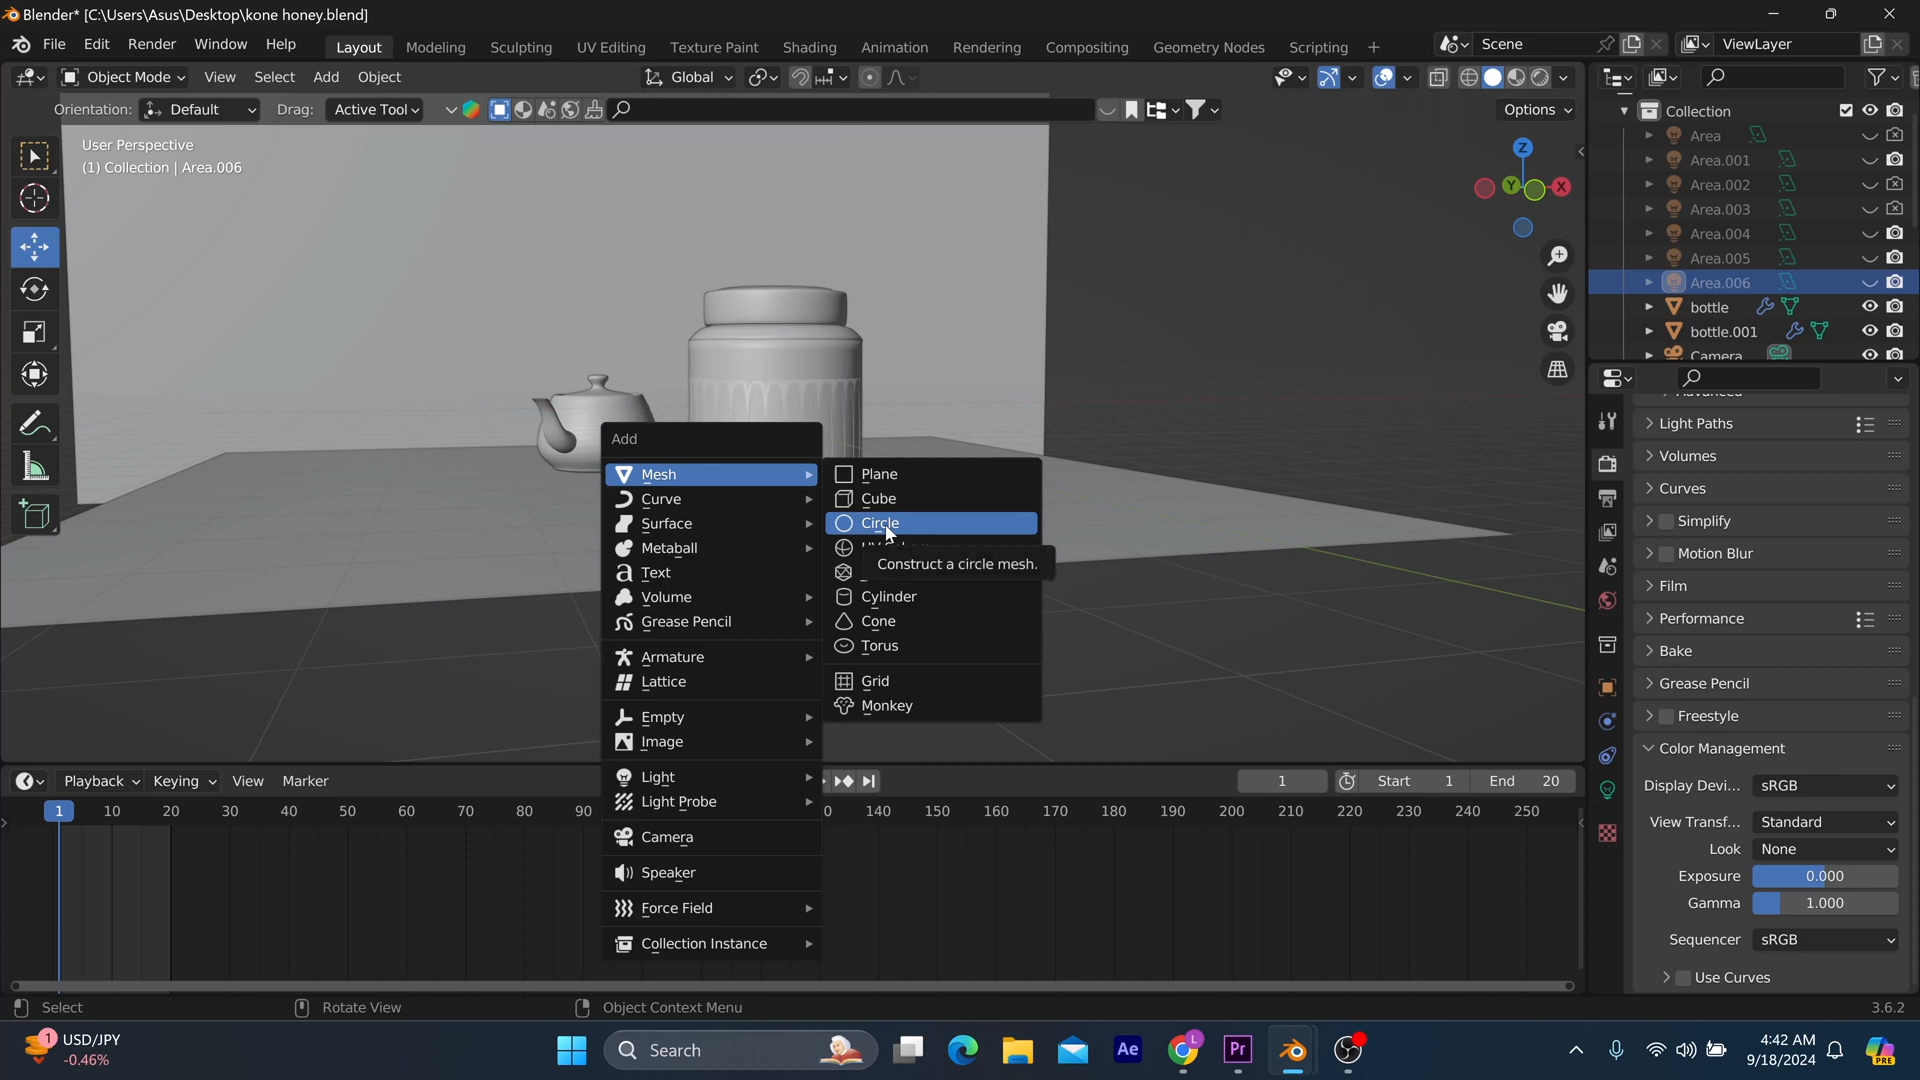 Blender* [C:\Users\Asus\Desktop\kone honey.blend]
File Edit Render Window Help Layout Modeling Sculpting UV Editing Texture Paint Shading Animation Rendering Compositing Geometry Nodes Scripting + Scene ViewLayer
Object Mode View Select Add Object Global
Orientation: Default Drag: Active Tool Options
User Perspective
(1) Collection | Area.006
Z
Y
X
Collection
Area
Area.001
Area.002
Area.003
Area.004
Area.005
Area.006
bottle
bottle.001
Camera
Add
Mesh
Curve
Surface
Metaball
Text
Volume
Grease Pencil
Armature
Lattice
Empty
Image
Light
Light Probe
Camera
Speaker
Force Field
Collection Instance
Plane
Cube
Circle
Construct a circle mesh.
Cylinder
Cone
Torus
Grid
Monkey
Advanced
Light Paths
Volumes
Curves
Simplify
Motion Blur
Film
Performance
Bake
Grease Pencil
Freestyle
Color Management
Display Devi... sRGB
View Transf... Standard
Look None
Exposure 0.000
Gamma 1.000
Sequencer sRGB
Use Curves
Playback Keying View Marker 1 Start 1 End 20
1 10 20 30 40 50 60 70 80 90 0 140 150 160 170 180 190 200 210 220 230 240 250
Select Rotate View Object Context Menu 3.6.2
1 USD/JPY
-0.46%
Search
Ae
L
Pr
4:42 AM
9/18/2024
PRE